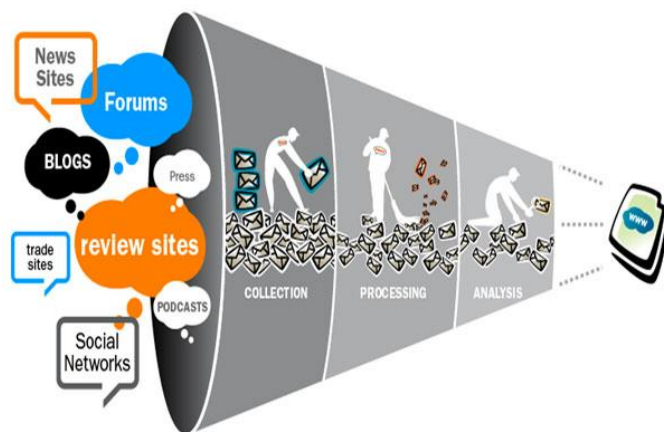 News
Sites
Forums
BLOGS
Press
review sites
trade
sites
PODCASTS
Social
Networks
COLLECTION
PROCESSING
ANALYSIS
WWW